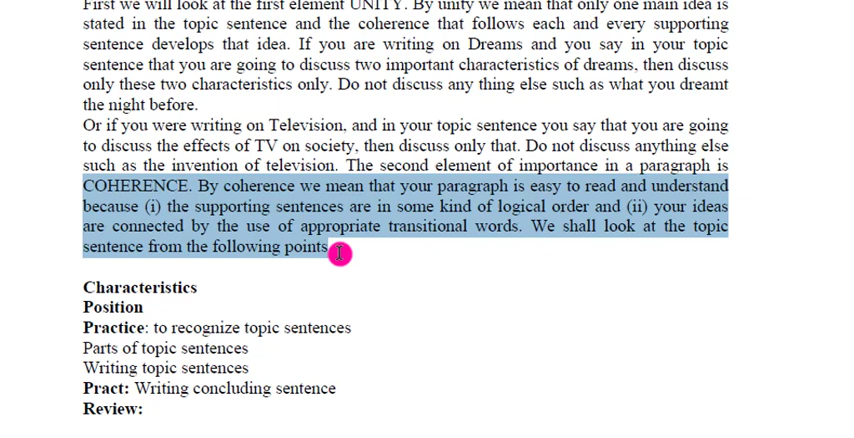 First we will look at the first element UNITY. By unity we mean that only one main idea is
stated in the topic sentence and the coherence that follows each and every supporting
sentence develops that idea. If you are writing on Dreams and you say in your topic
sentence that you are going to discuss two important characteristics of dreams, then discuss
only these two characteristics only. Do not discuss any thing else such as what you dreamt
the night before.
Or if you were writing on Television, and in your topic sentence you say that you are going
to discuss the effects of TV on society, then discuss only that. Do not discuss anything else
such as the invention of television. The second element of importance in a paragraph is
COHERENCE. By coherence we mean that your paragraph is easy to read and understand
because (i) the supporting sentences are in some kind of logical order and (ii) your ideas
are connected by the use of appropriate transitional words. We shall look at the topic
sentence from the following points
Characteristics
Position
Practice: to recognize topic sentences
Parts of topic sentences
Writing topic sentences
Pract: Writing concluding sentence
Review: